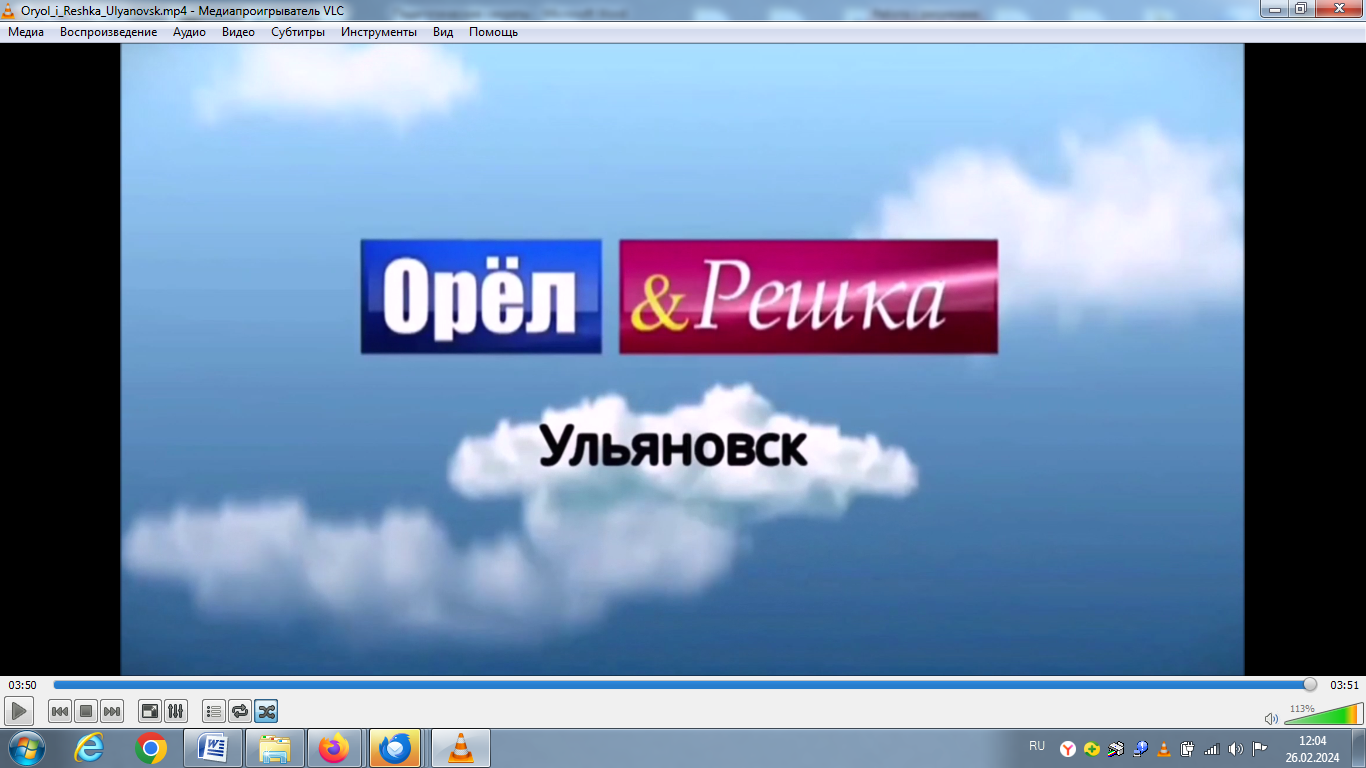 Oryol_i_Reshka_Ulyanovsk.mp4 - Медиапроигрыватель VLC
Медиа Воспроизведение Аудио Видео Субтитры Инструменты Вид Помощь
Орёл &Решка
Ульяновск
03:50 03:51
113%
RU 12:04
26.02.2024